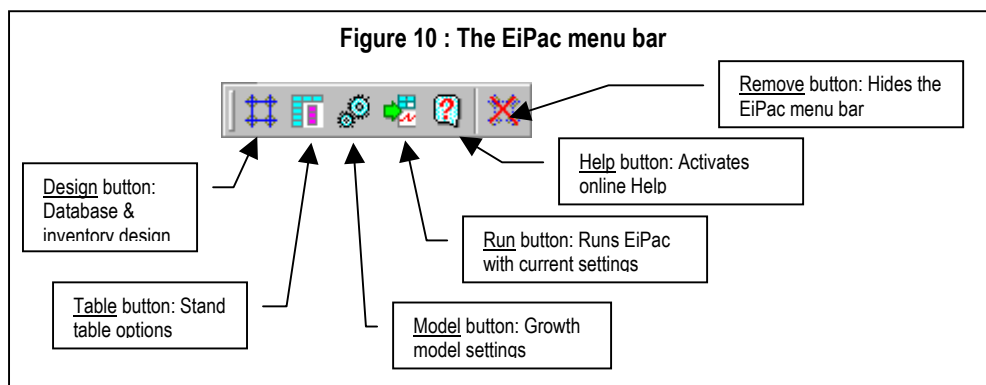 Figure 10 : The EiPac menu bar
Remove button: Hides the
EiPac menu bar
Help button: Activates
online Help
Design button:
Database &
inventory design
Run button: Runs EiPac
with current settings
Table button: Stand
table options
Model button: Growth
model settings